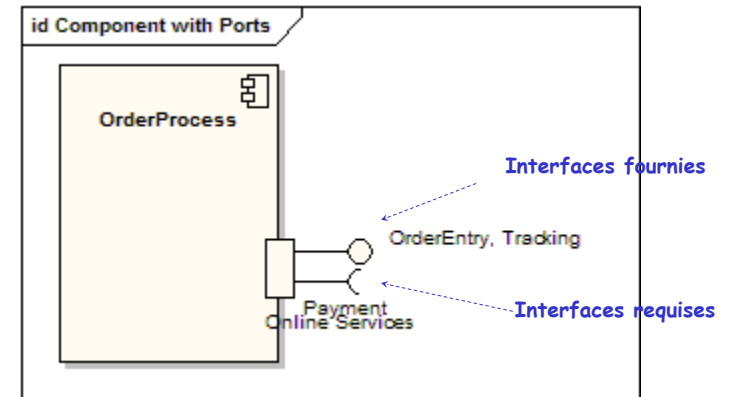 id Component with Ports
OrderProcess
Interfaces fournies
OrderEntry, Tracking
Payment
Online Services
Interfaces requises